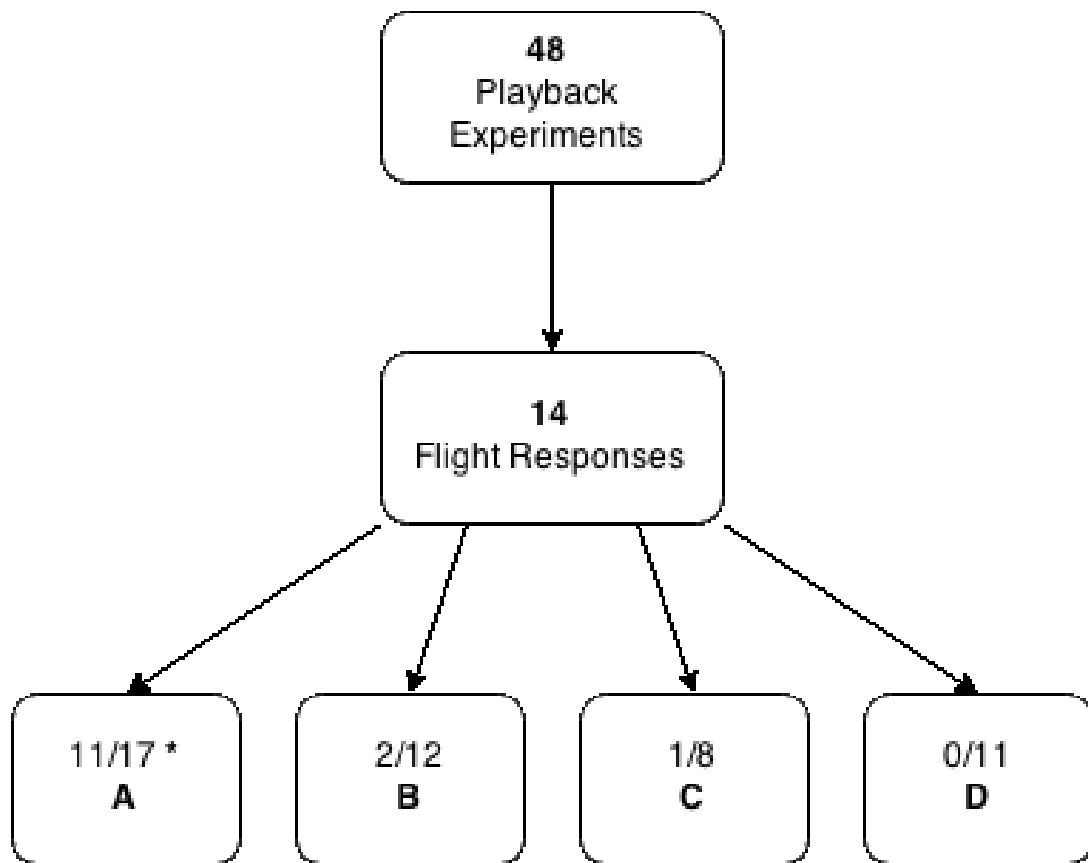 48
Playback
Experiments
14
Flight Responses
11/17 *
A
2/12
B
1/8
C
0/11
D